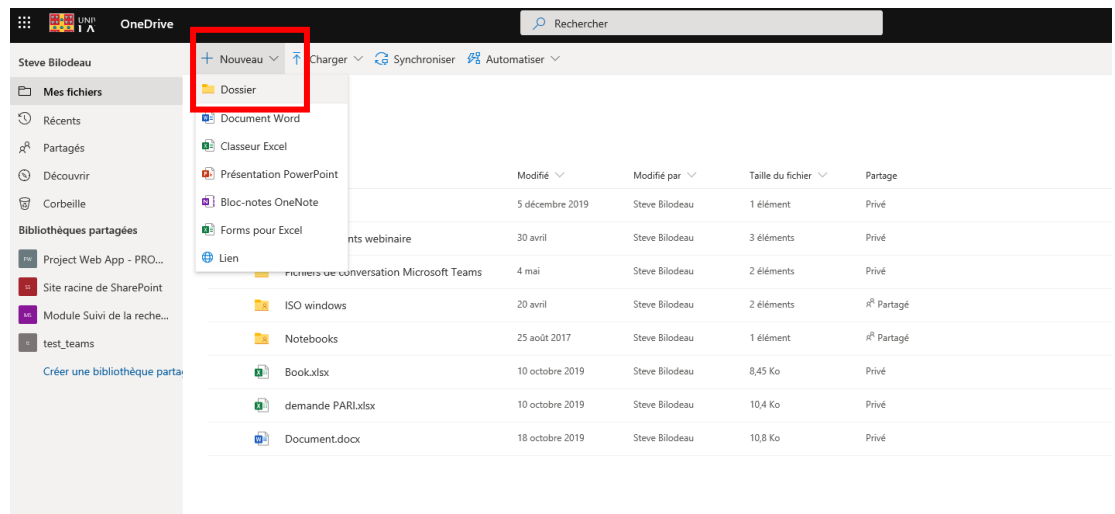 OneDrive
Rechercher
Steve Bilodeau
Nouveau
Charger
Synchroniser
Automatiser
Mes fichiers
Récents
Partagés
Découvrir
Corbeille
Bibliothèques partagées
Project Web App - PRO...
Site racine de SharePoint
Module Suivi de la reche...
test_teams
Créer une bibliothèque parta
Dossier
Document Word
Classeur Excel
Présentation PowerPoint
Bloc-notes OneNote
Forms pour Excel
Lien
Modifié Modifié par Taille du fichier Partage
5 décembre 2019 Steve Bilodeau 1 élément Privé
webinaire 30 avril Steve Bilodeau 3 éléments Privé
Fichiers de conversation Microsoft Teams 4 mai Steve Bilodeau 2 éléments Privé
ISO windows 20 avril Steve Bilodeau 2 éléments Partagé
Notebooks 25 août 2017 Steve Bilodeau 1 élément Partagé
Book.xlsx 10 octobre 2019 Steve Bilodeau 8,45 Ko Privé
demande PARI.xlsx 10 octobre 2019 Steve Bilodeau 10,4 Ko Privé
Document.docx 18 octobre 2019 Steve Bilodeau 10,8 Ko Privé